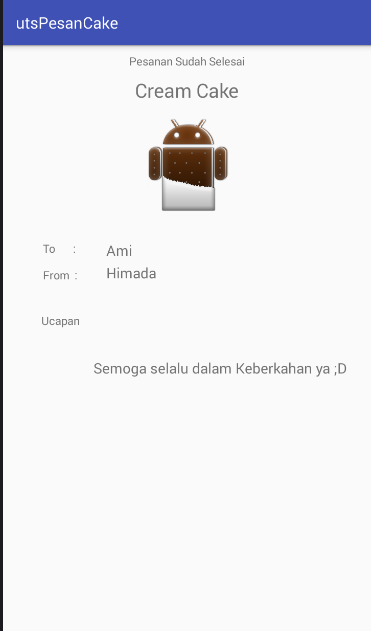 utsPesanCake
Pesanan Sudah Selesai
Cream Cake
To :
Ami
From :
Himada
Ucapan
Semoga selalu dalam Keberkahan ya ;D